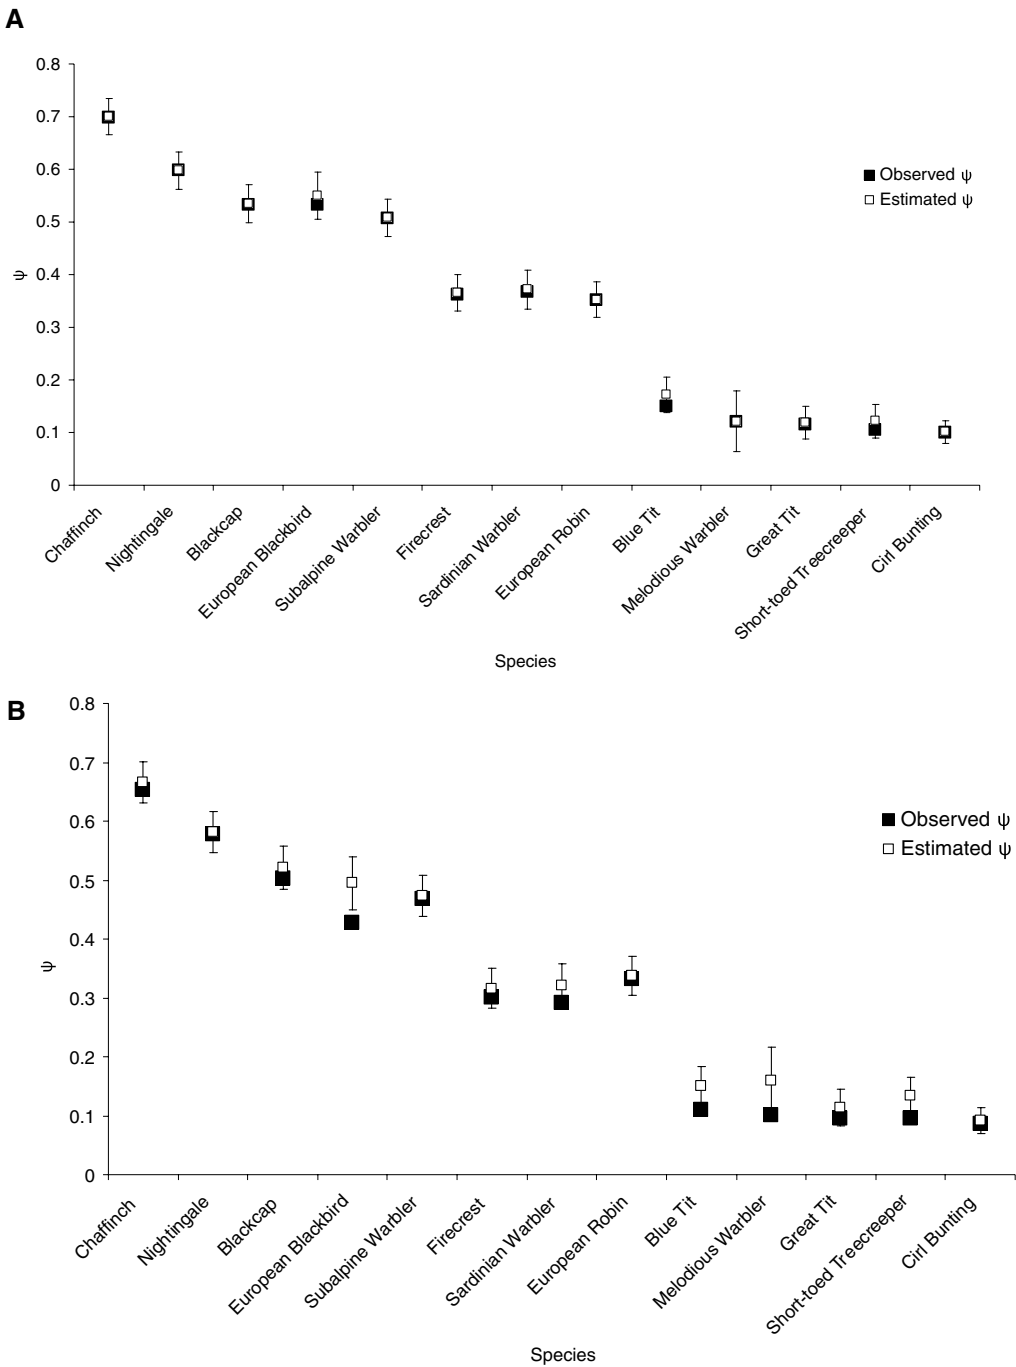 A
0.8
0.7
0.6
0.5
0.4
0.3
0.2
0.1
0
ψ
Observed ψ
Estimated ψ
Chaffinch
Nightingale
Blackcap
European Blackbird
Subalpine Warbler
Firecrest
Sardinian Warbler
European Robin
Blue Tit
Melodious Warbler
Great Tit
Short-toed Treecreeper
Cirl Bunting
Species
B
0.8
0.7
0.6
0.5
0.4
0.3
0.2
0.1
0
ψ
Observed ψ
Estimated ψ
Chaffinch
Nightingale
Blackcap
European Blackbird
Subalpine Warbler
Firecrest
Sardinian Warbler
European Robin
Blue Tit
Melodious Warbler
Great Tit
Short-toed Treecreeper
Cirl Bunting
Species